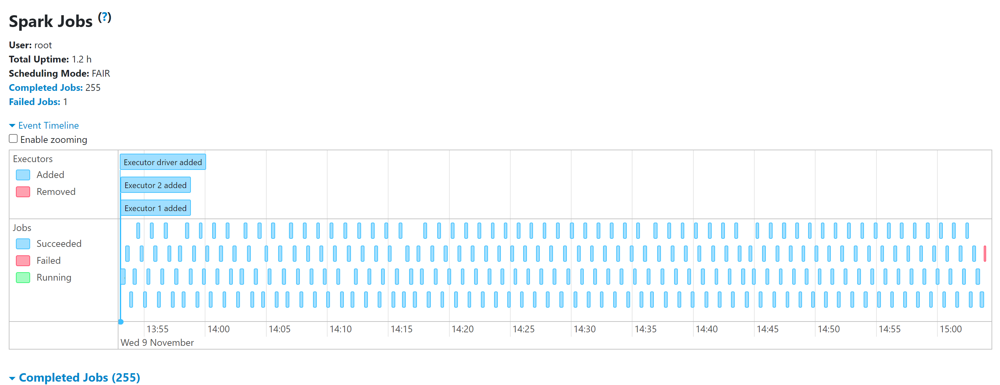 Spark Jobs (?)
User: root
Total Uptime: 1.2 h
Scheduling Mode: FAIR
Completed Jobs: 255
Failed Jobs: 1
Event Timeline
Enable zooming
Executors
Added
Removed
Executor driver added
Executor 2 added
Executor 1 added
Jobs
Succeeded
Failed
Running
13:55 14:00 14:05 14:10 14:15 14:20 14:25 14:30 14:35 14:40 14:45 14:50 14:55 15:00
Wed 9 November
Completed Jobs (255)